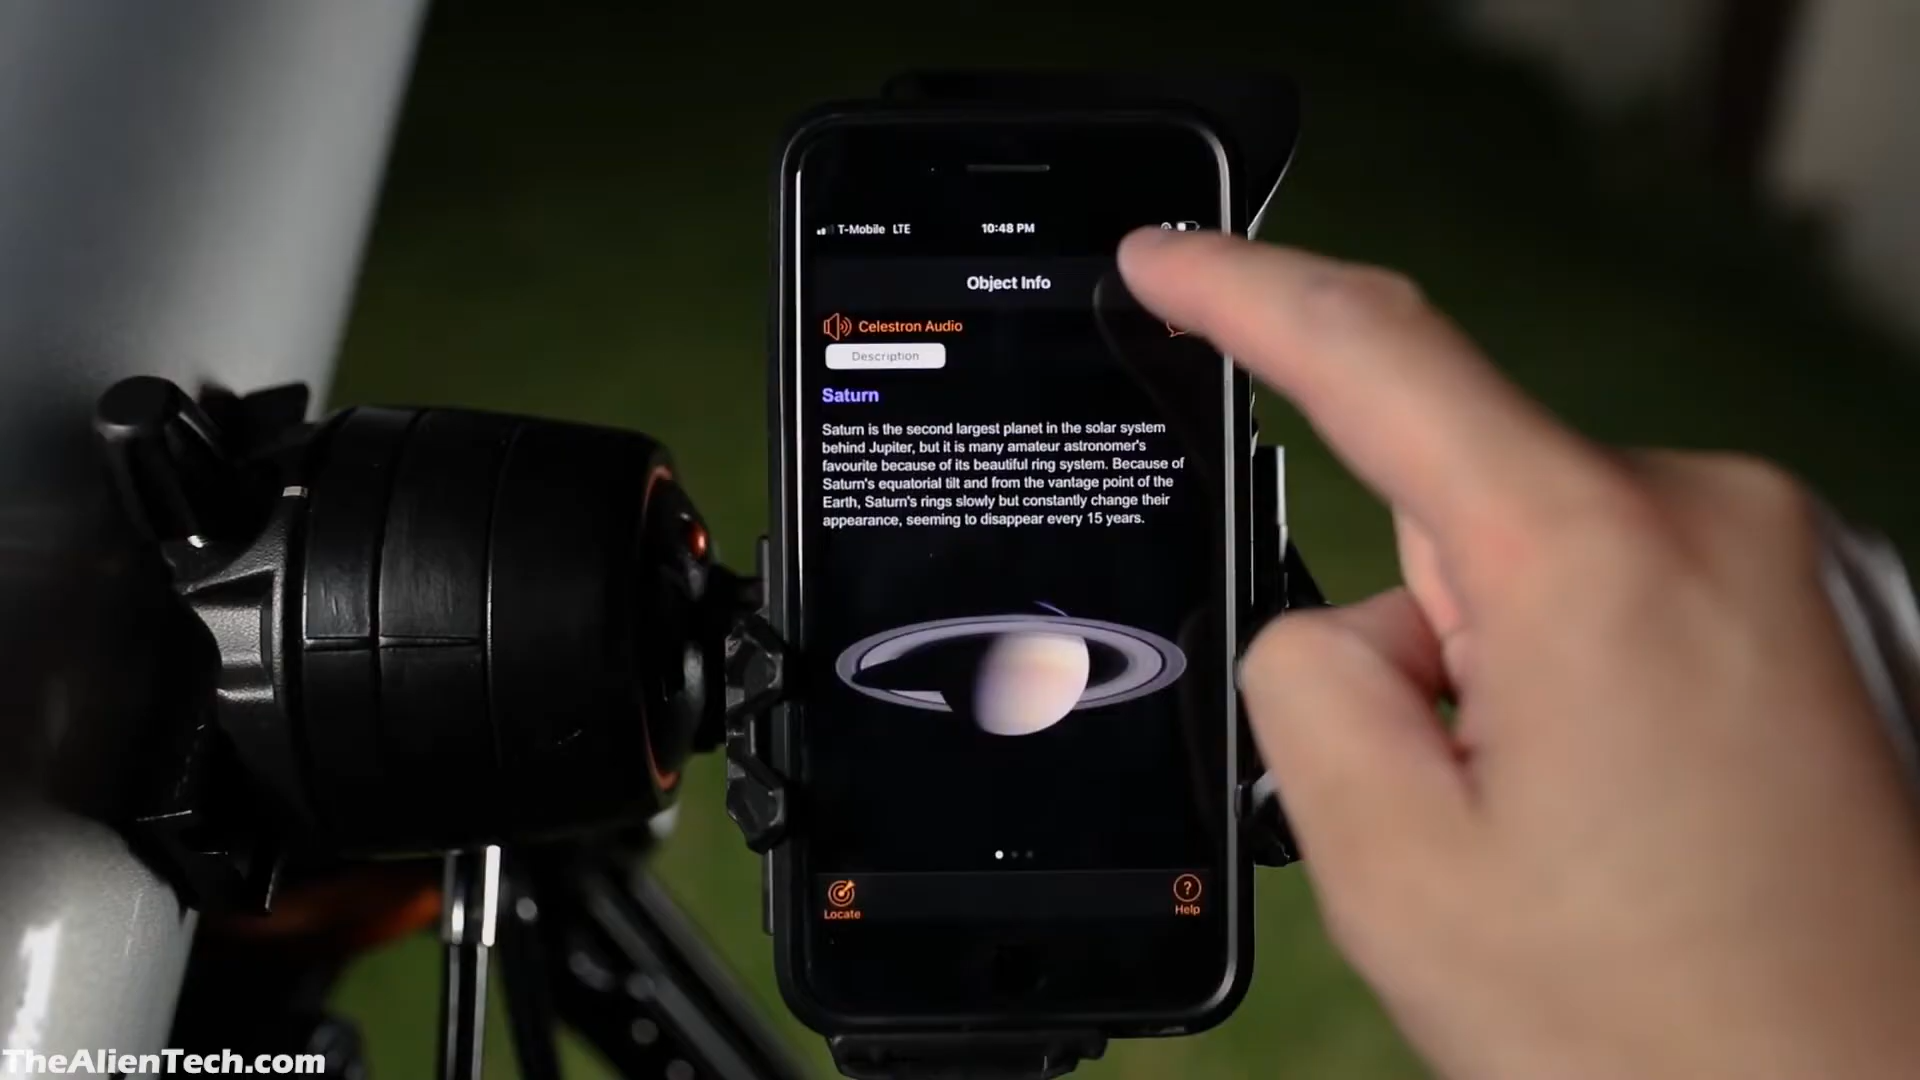 T-Mobile LTE 10:48 PM
Object Info
Celestron Audio
Description
Saturn
Saturn is the second largest planet in the solar system
behind Jupiter, but it is many amateur astronomer's
favourite because of its beautiful ring system. Because of
Saturn's equatorial tilt and from the vantage point of the
Earth, Saturn's rings slowly but constantly change their
appearance, seeming to disappear every 15 years.
Locate
? Help
TheAlienTech.com